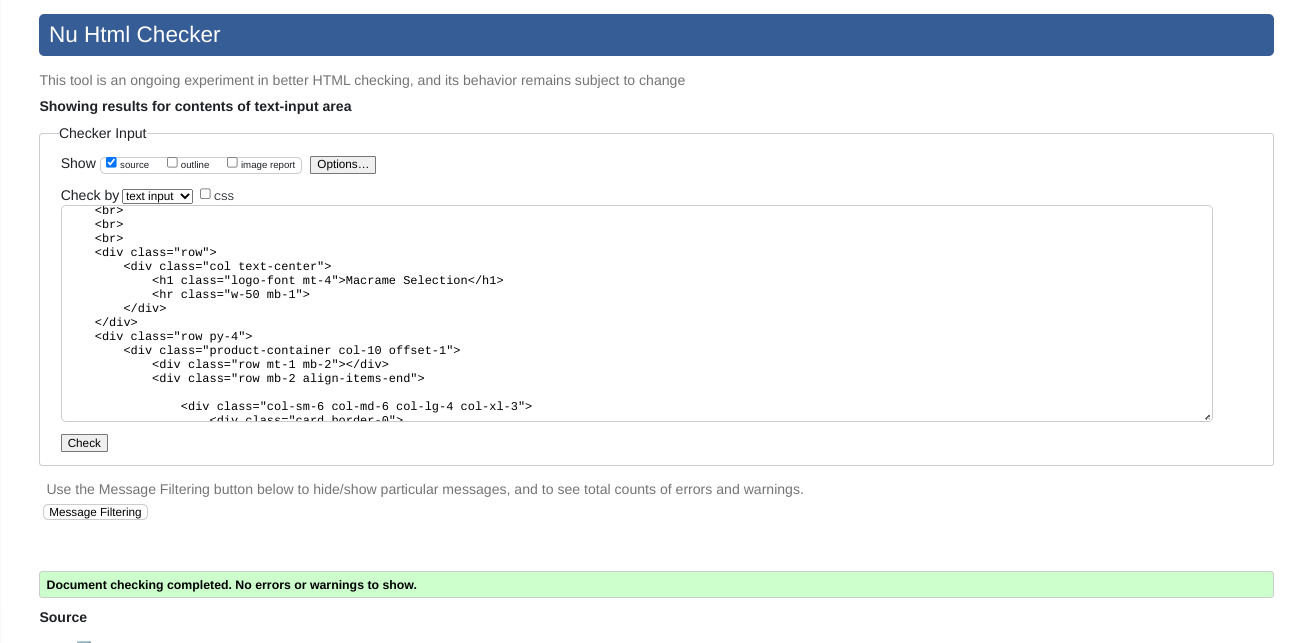 Nu Html Checker
This tool is an ongoing experiment in better HTML checking, and its behavior remains subject to change
Showing results for contents of text-input area
Checker Input
Show source outline image report Options…
Check by text input css
<br>
<br>
<br>
<div class="row">
<div class="col text-center">
<h1 class="logo-font mt-4">Macrame Selection</h1>
<hr class="w-50 mb-1">
</div>
</div>
<div class="row py-4">
<div class="product-container col-10 offset-1">
<div class="row mt-1 mb-2"></div>
<div class="row mb-2 align-items-end">
<div class="col-sm-6 col-md-6 col-lg-4 col-xl-3">
<div class="card border-0">
Check
Use the Message Filtering button below to hide/show particular messages, and to see total counts of errors and warnings.
Message Filtering
Document checking completed. No errors or warnings to show.
Source